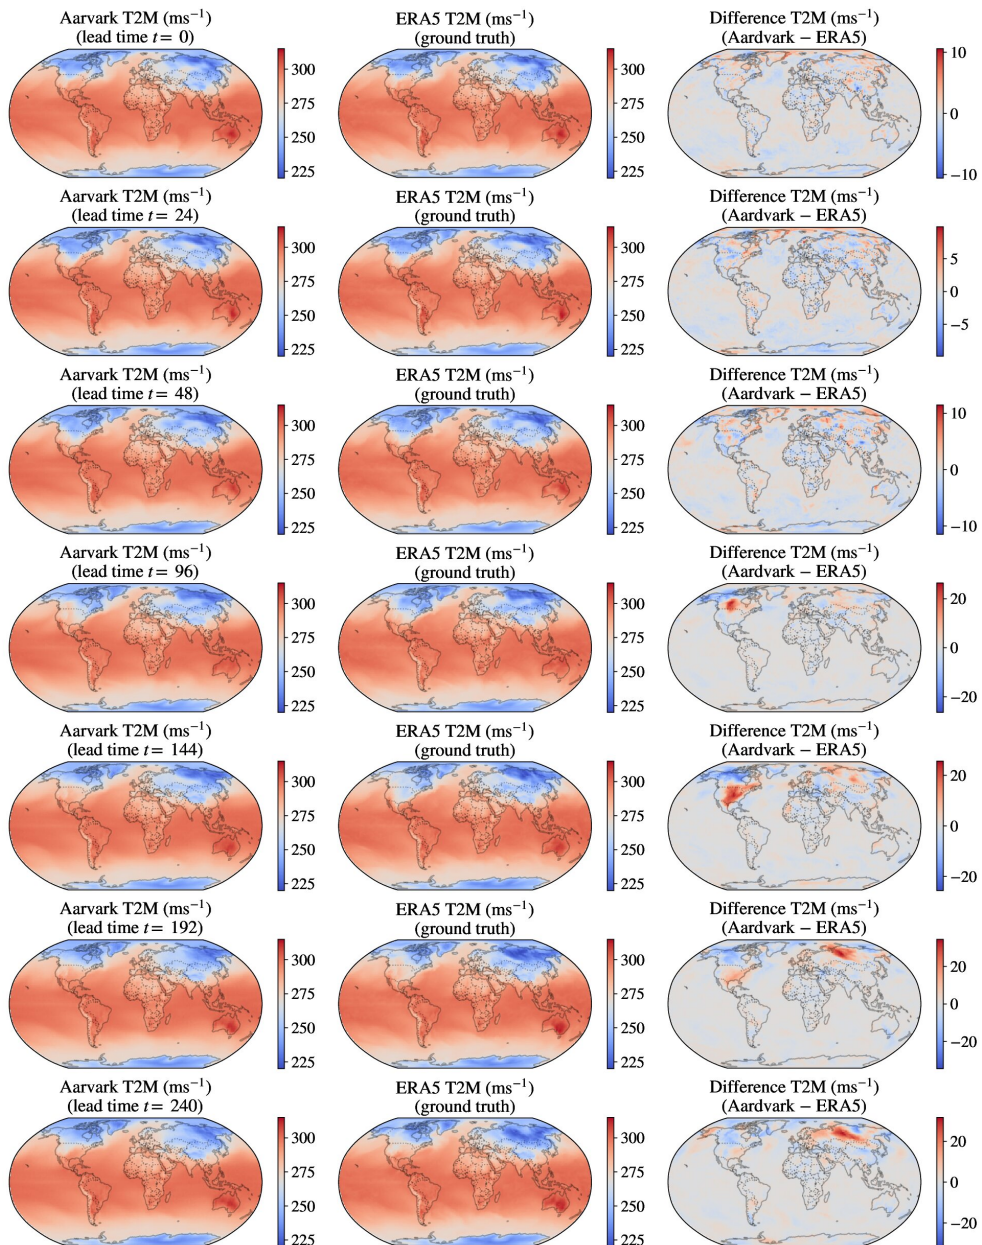 Aarvark T2M (ms⁻¹)
(lead time t = 0)
ERA5 T2M (ms⁻¹)
(ground truth)
Difference T2M (ms⁻¹)
(Aardvark − ERA5)
300
275
250
225
300
275
250
225
10
0
−10
Aarvark T2M (ms⁻¹)
(lead time t = 24)
ERA5 T2M (ms⁻¹)
(ground truth)
Difference T2M (ms⁻¹)
(Aardvark − ERA5)
300
275
250
225
300
275
250
225
5
0
−5
Aarvark T2M (ms⁻¹)
(lead time t = 48)
ERA5 T2M (ms⁻¹)
(ground truth)
Difference T2M (ms⁻¹)
(Aardvark − ERA5)
300
275
250
225
300
275
250
225
10
0
−10
Aarvark T2M (ms⁻¹)
(lead time t = 96)
ERA5 T2M (ms⁻¹)
(ground truth)
Difference T2M (ms⁻¹)
(Aardvark − ERA5)
300
275
250
225
300
275
250
225
20
0
−20
Aarvark T2M (ms⁻¹)
(lead time t = 144)
ERA5 T2M (ms⁻¹)
(ground truth)
Difference T2M (ms⁻¹)
(Aardvark − ERA5)
300
275
250
225
300
275
250
225
20
0
−20
Aarvark T2M (ms⁻¹)
(lead time t = 192)
ERA5 T2M (ms⁻¹)
(ground truth)
Difference T2M (ms⁻¹)
(Aardvark − ERA5)
300
275
250
225
300
275
250
225
20
0
−20
Aarvark T2M (ms⁻¹)
(lead time t = 240)
ERA5 T2M (ms⁻¹)
(ground truth)
Difference T2M (ms⁻¹)
(Aardvark − ERA5)
300
275
250
225
300
275
250
225
20
0
−20